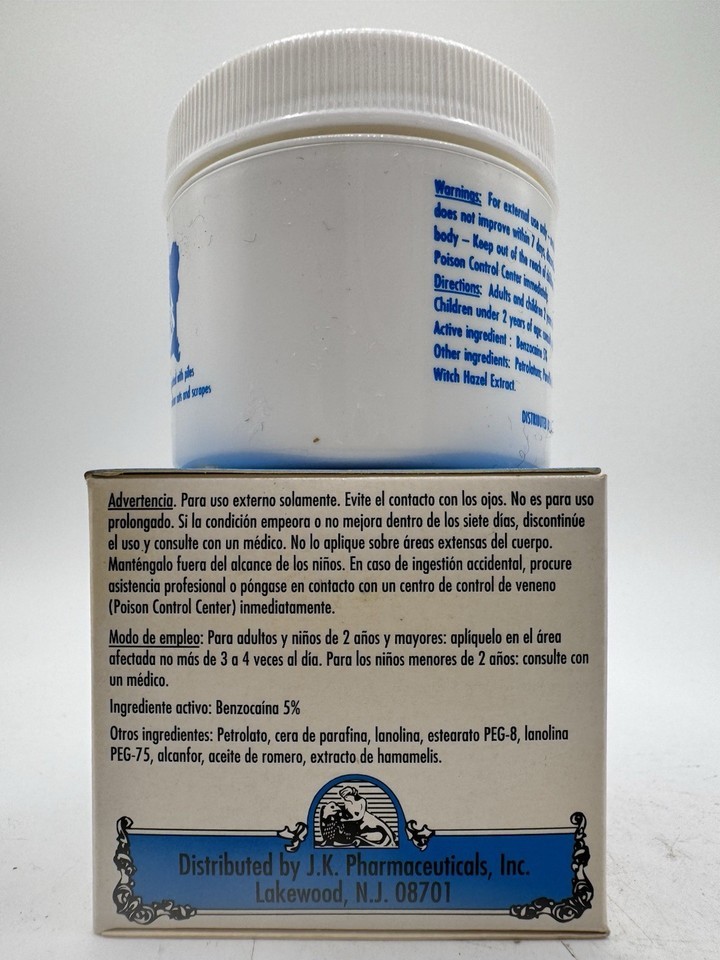 Warnings: For external use only
does not improve within 7 days,
body – Keep out of the reach of
Poison Control Center immediately
Directions: Adults and children 2
Children under 2 years of age:
Active ingredient : Benzocaine 5%
Other ingredients: Petrolatum,
Witch Hazel Extract.
DISTRIBUTED
with piles
cuts and scrapes
Advertencia. Para uso externo solamente. Evite el contacto con los ojos. No es para uso
prolongado. Si la condición empeora o no mejora dentro de los siete días, discontinúe
el uso y consulte con un médico. No lo aplique sobre áreas extensas del cuerpo.
Manténgalo fuera del alcance de los niños. En caso de ingestión accidental, procure
asistencia profesional o póngase en contacto con un centro de control de veneno
(Poison Control Center) inmediatamente.
Modo de empleo: Para adultos y niños de 2 años y mayores: aplíquelo en el área
afectada no más de 3 a 4 veces al día. Para los niños menores de 2 años: consulte con
un médico.
Ingrediente activo: Benzocaína 5%
Otros ingredientes: Petrolato, cera de parafina, lanolina, estearato PEG-8, lanolina
PEG-75, alcanfor, aceite de romero, extracto de hamamelis.
Distributed by J.K. Pharmaceuticals, Inc.
Lakewood, N.J. 08701